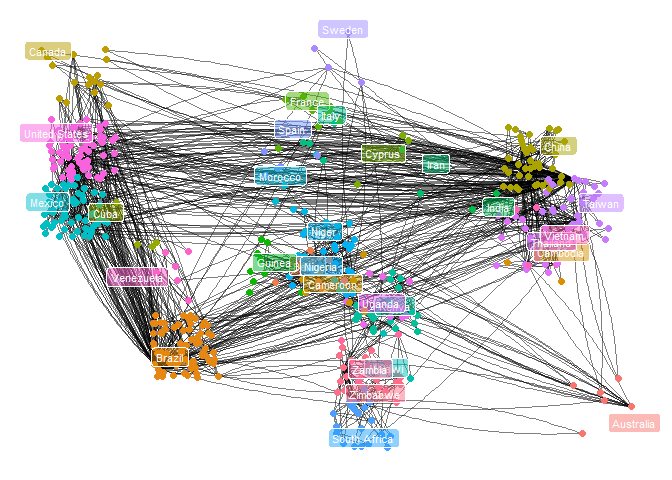 Sweden
Canada
France
Italy
United States
Spain
China
Cyprus
Iran
Morocco
Mexico
Cuba
India
Taiwan
Niger
Vietnam
Thailand
Cambodia
Guinea
Nigeria
Venezuela
Cameroon
Uganda
Brazil
Zambia
Zimbabwe
Australia
South Africa